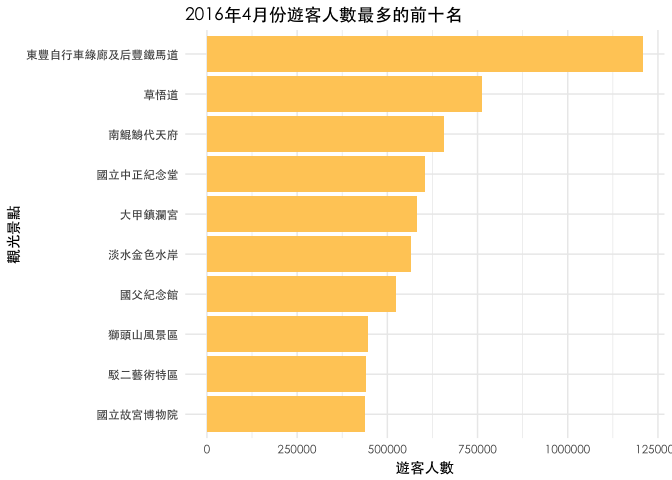 2016年4月份遊客人數最多的前十名
東豐自行車綠廊及后豐鐵馬道
草悟道
南鯤鯓代天府
國立中正紀念堂
大甲鎮瀾宮
淡水金色水岸
國父紀念館
獅頭山風景區
駁二藝術特區
國立故宮博物院
觀光景點
0 250000 500000 750000 1000000 125000
遊客人數